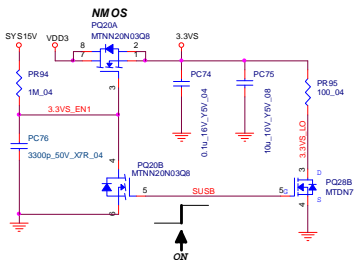 NMOS
SYS15V
VDD3
PQ20A
MTNN20N03Q8
3.3VS
8
7
2
1
3
PR94
1M_04
3.3VS_EN1
PC76
3300p_50V_X7R_04
PC74
0.1u_16V_Y5V_04
PC75
10u_10V_Y5V_08
PR95
100_04
3.3VS_LO
4
PQ20B
MTNN20N03Q8
5
6
SUSB
5
G
3
D
PQ28B
MTDN7
S
4
ON